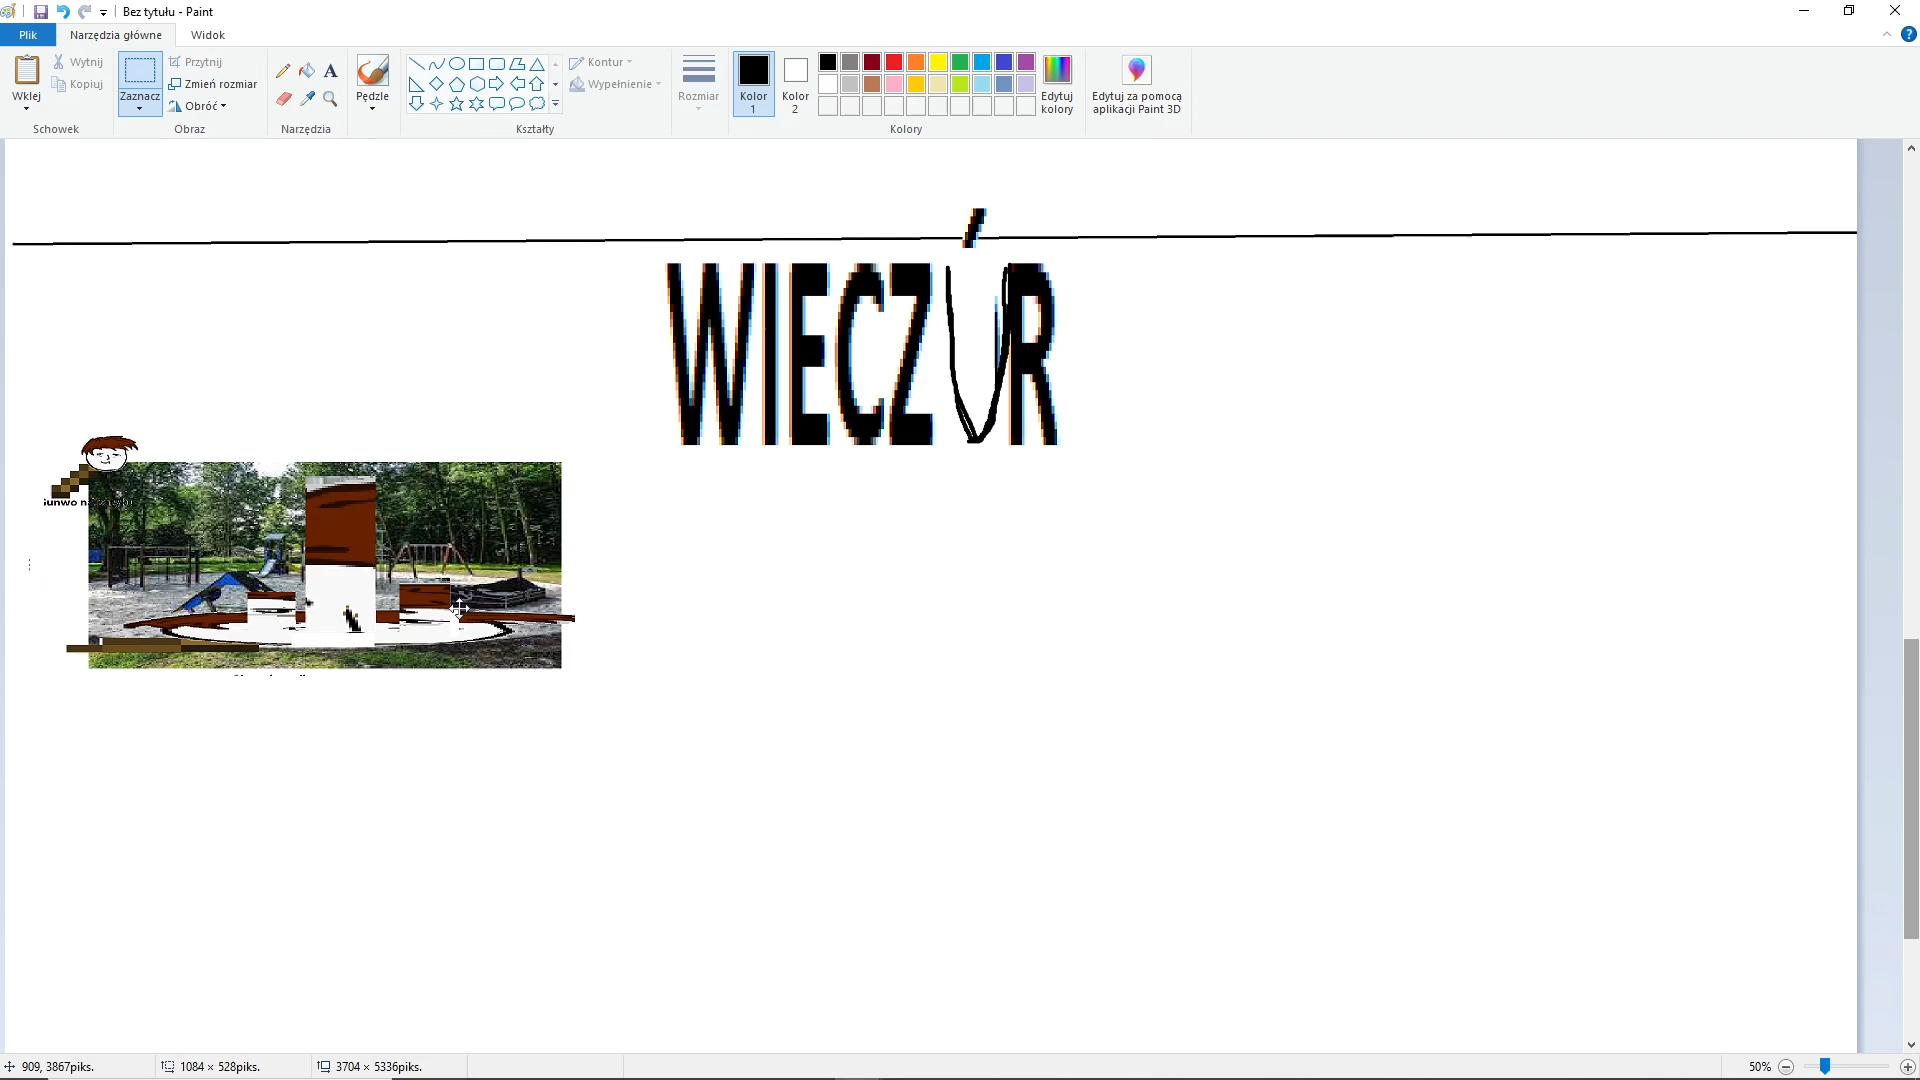 Bez tytułu - Paint
Plik Narzędzia główne Widok
Wklej
Wytnij
Kopiuj
Schowek
Zaznacz
Przytnij
Zmień rozmiar
Obróć
Obraz
A
Narzędzia
Pędzle
Kontur
Wypełnienie
Kształty
Rozmiar
Kolor
1
Kolor
2
Edytuj
kolory
Kolory
Edytuj za pomocą
aplikacji Paint 3D
WIECZÚR
909, 3867piks. 1084 × 528piks. 3704 × 5336piks. 50%